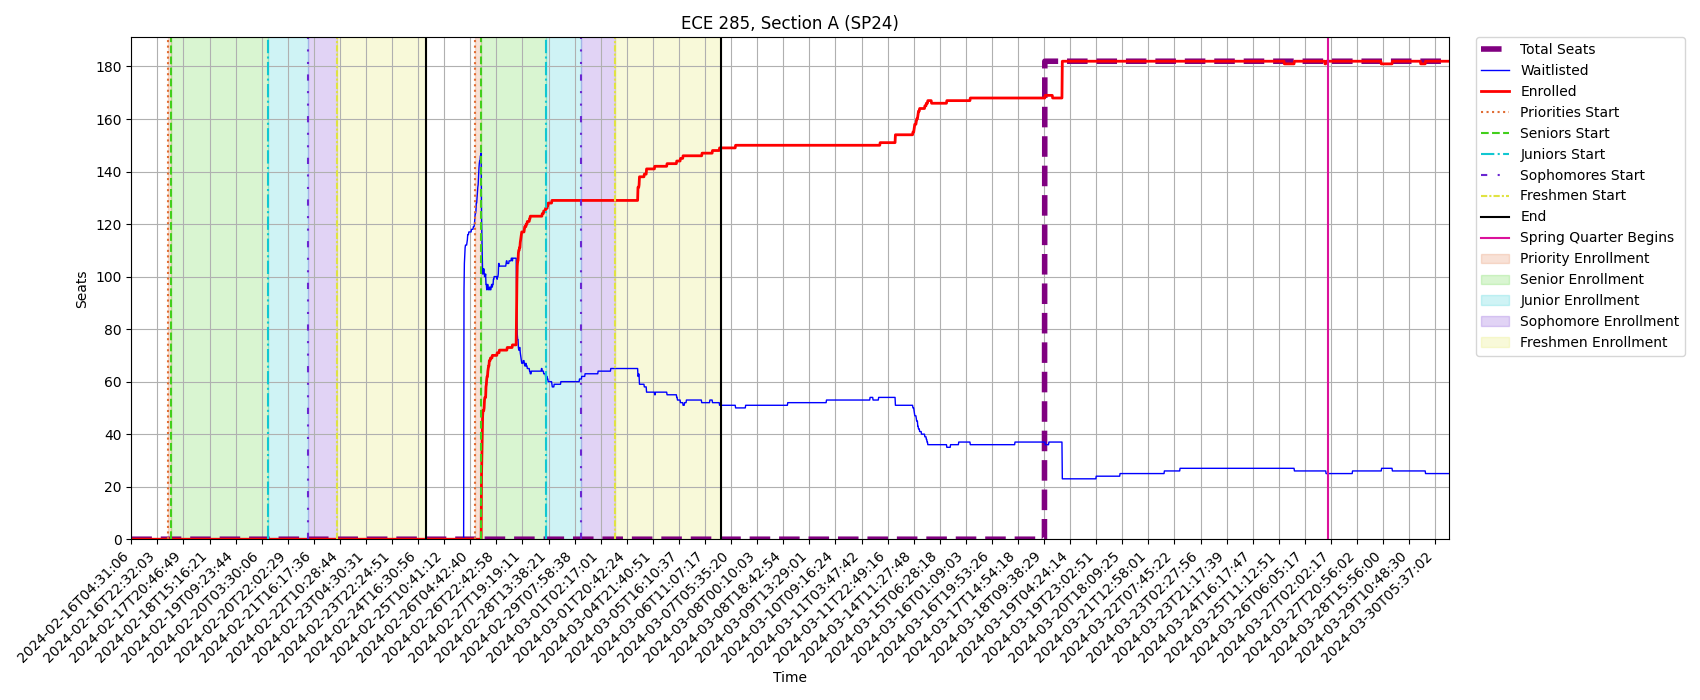 ECE 285, Section A (SP24)
Seats
180
160
140
120
100
80
60
40
20
0
2024-02-16T04:31:06
2024-02-16T22:32:03
2024-02-17T20:46:49
2024-02-18T15:16:21
2024-02-19T09:23:44
2024-02-20T03:30:06
2024-02-20T22:02:29
2024-02-21T16:17:36
2024-02-22T10:28:44
2024-02-23T04:30:31
2024-02-23T22:24:51
2024-02-24T16:30:56
2024-02-25T10:41:12
2024-02-26T04:42:40
2024-02-26T22:42:58
2024-02-27T19:19:11
2024-02-28T13:38:21
2024-02-29T07:58:38
2024-03-01T02:17:01
2024-03-01T20:42:24
2024-03-04T21:40:51
2024-03-05T16:10:37
2024-03-06T11:07:17
2024-03-07T05:35:20
2024-03-08T00:10:03
2024-03-08T18:42:54
2024-03-09T13:29:01
2024-03-10T09:16:24
2024-03-11T03:47:42
2024-03-11T22:49:16
2024-03-14T11:27:48
2024-03-15T06:28:18
2024-03-16T01:09:03
2024-03-16T19:53:26
2024-03-17T14:54:18
2024-03-18T09:38:29
2024-03-19T04:24:14
2024-03-19T23:02:51
2024-03-20T18:09:25
2024-03-21T12:58:01
2024-03-22T07:45:22
2024-03-23T02:27:56
2024-03-23T21:17:39
2024-03-24T16:17:47
2024-03-25T11:12:51
2024-03-26T06:05:17
2024-03-27T02:02:17
2024-03-27T20:56:02
2024-03-28T15:56:00
2024-03-29T10:48:30
2024-03-30T05:37:02
Time
Total Seats
Waitlisted
Enrolled
Priorities Start
Seniors Start
Juniors Start
Sophomores Start
Freshmen Start
End
Spring Quarter Begins
Priority Enrollment
Senior Enrollment
Junior Enrollment
Sophomore Enrollment
Freshmen Enrollment